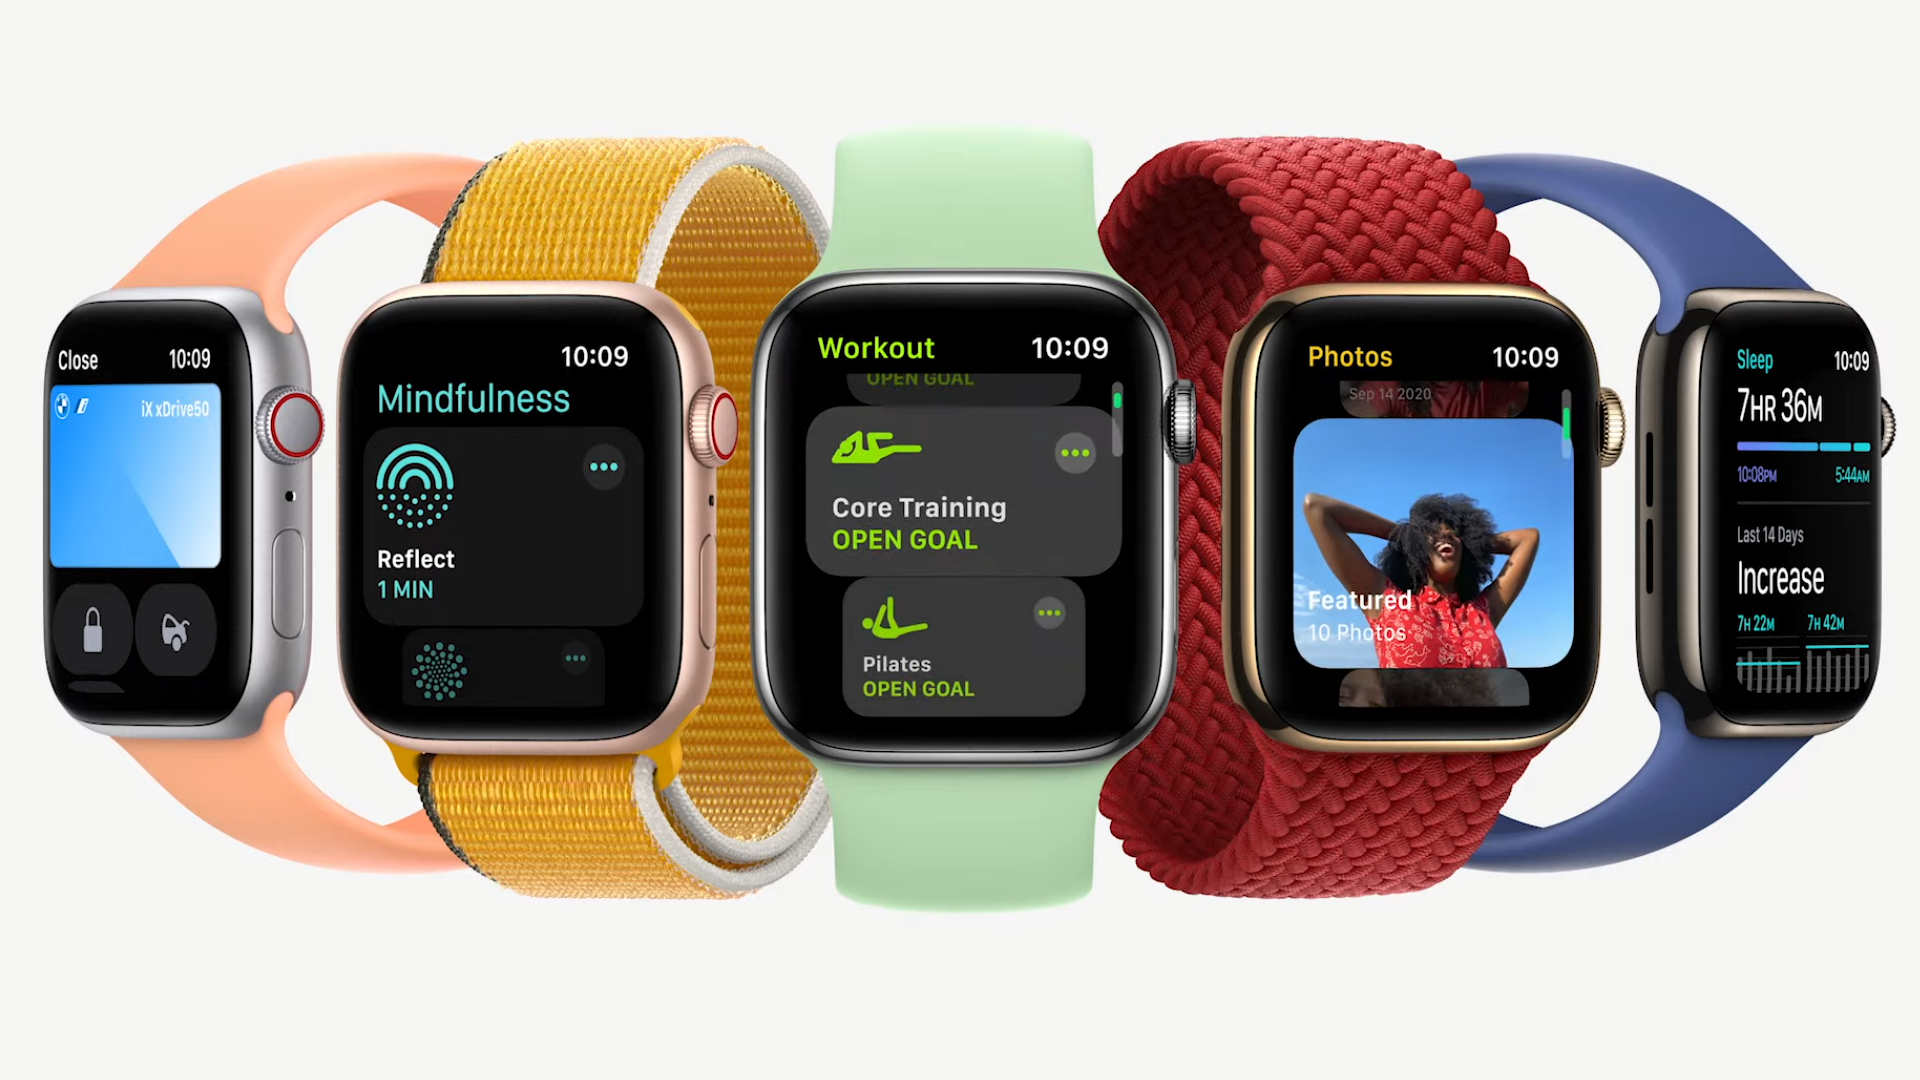 Close 10:09
iX xDrive50
10:09
Mindfulness
Reflect
1 MIN
Workout 10:09
OPEN GOAL
Core Training
OPEN GOAL
Pilates
OPEN GOAL
Photos 10:09
Sep 14 2020
Featured
10 Photos
Sleep 10:09
7HR 36M
10:08PM 5:44AM
Last 14 Days
Increase
7h 22M 7h 42M